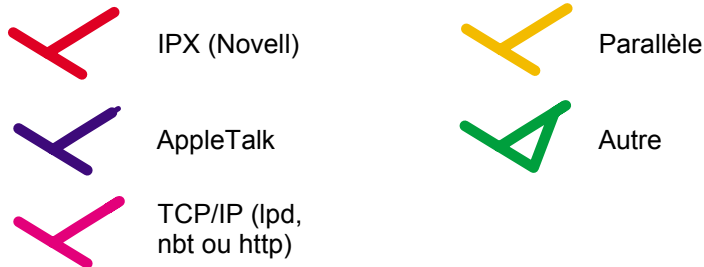 IPX (Novell)
Parallèle
AppleTalk
Autre
TCP/IP (lpd,
nbt ou http)